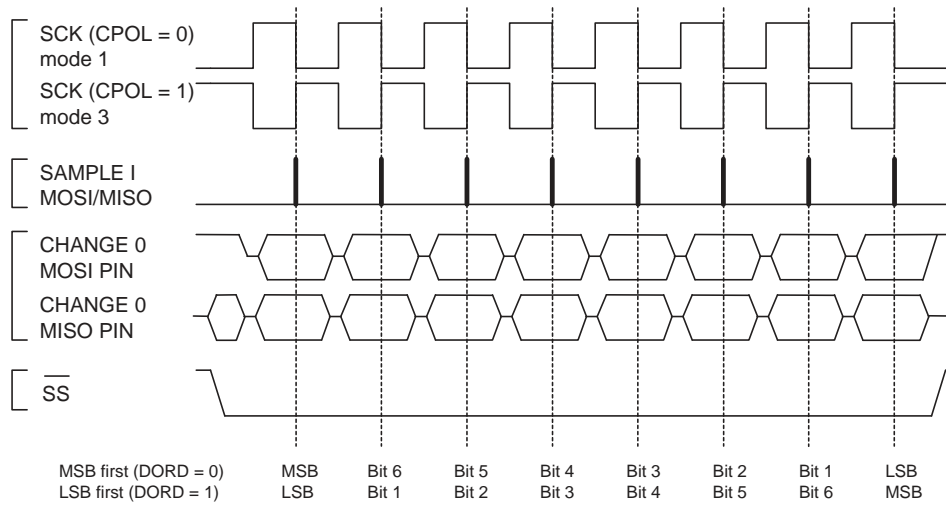 SCK (CPOL = 0)
mode 1
SCK (CPOL = 1)
mode 3
SAMPLE I
MOSI/MISO
CHANGE 0
MOSI PIN
CHANGE 0
MISO PIN
SS
MSB first (DORD = 0) MSB Bit 6 Bit 5 Bit 4 Bit 3 Bit 2 Bit 1 LSB
LSB first (DORD = 1) LSB Bit 1 Bit 2 Bit 3 Bit 4 Bit 5 Bit 6 MSB